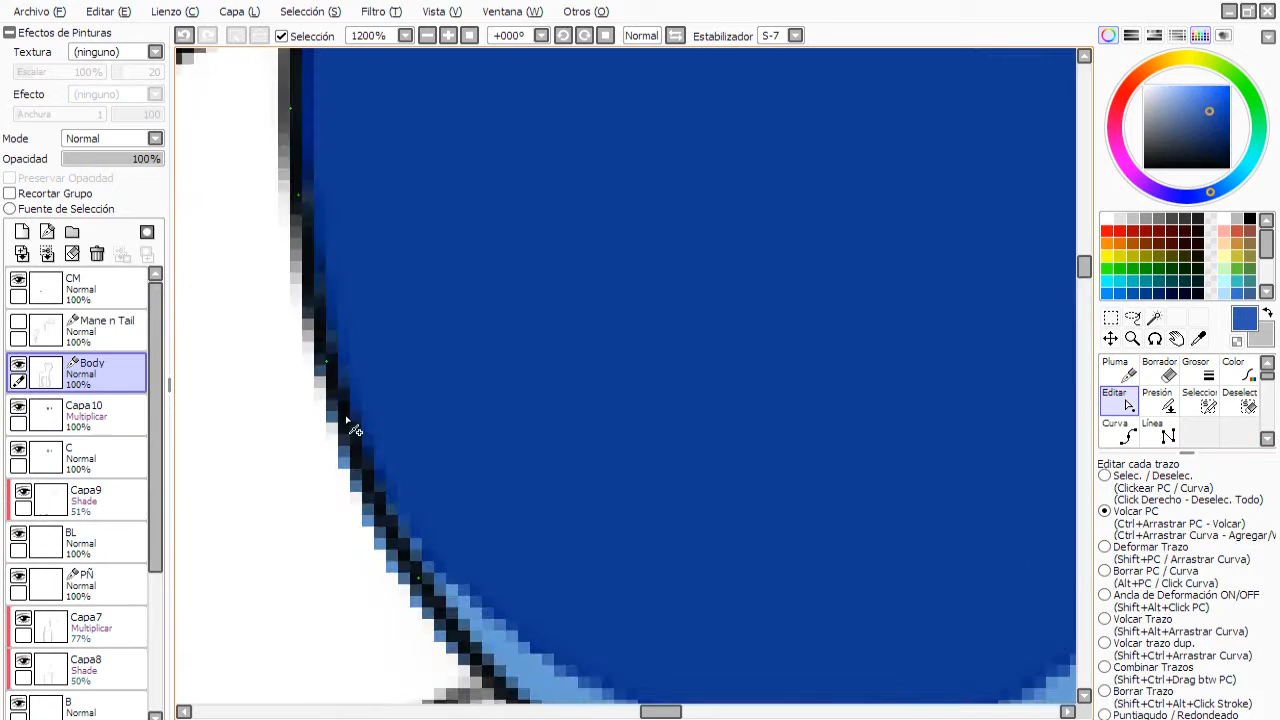 Archivo (F) Editar (E) Lienzo (C) Capa (L) Selección (S) Filtro (T) Vista (V) Ventana (W) Otros (O)
Efectos de Pinturas
Selección 1200% +000º Normal Estabilizador S-7
Textura (ninguno)
Escalar 100% 20
Efecto (ninguno)
Anchura 1 100
Mode Normal
Opacidad 100%
Preservar Opacidad
Recortar Grupo
Fuente de Selección
CM
Normal
100%
Mane n Tail
Normal
100%
Body
Normal
100%
Capa10
Multiplicar
100%
C
Normal
100%
Capa9
Shade
51%
BL
Normal
100%
PÑ
Normal
100%
Capa7
Multiplicar
77%
Capa8
Shade
50%
B
Normal
Pluma Borrador Grosor Color
Editar Presión Seleccion Deselect
Curva Línea
Editar cada trazo
Selec. / Deselec.
(Clickear PC / Curva)
(Click Derecho - Deselec. Todo)
Volcar PC
(Ctrl+Arrastrar PC - Volcar)
(Ctrl+Arrastrar Curva - Agregar/V
Deformar Trazo
(Shift+PC / Arrastrar Curva)
Borrar PC / Curva
(Alt+PC / Click Curva)
Ancla de Deformación ON/OFF
(Shift+Alt+Click PC)
Volcar Trazo
(Shift+Alt+Arrastrar Curva)
Volcar trazo dup.
(Shift+Ctrl+Arrastrar Curva)
Combinar Trazos
(Shift+Ctrl+Drag btw PC)
Borrar Trazo
(Shift+Ctrl+Alt+Click Stroke)
Puntiagudo / Redondeado